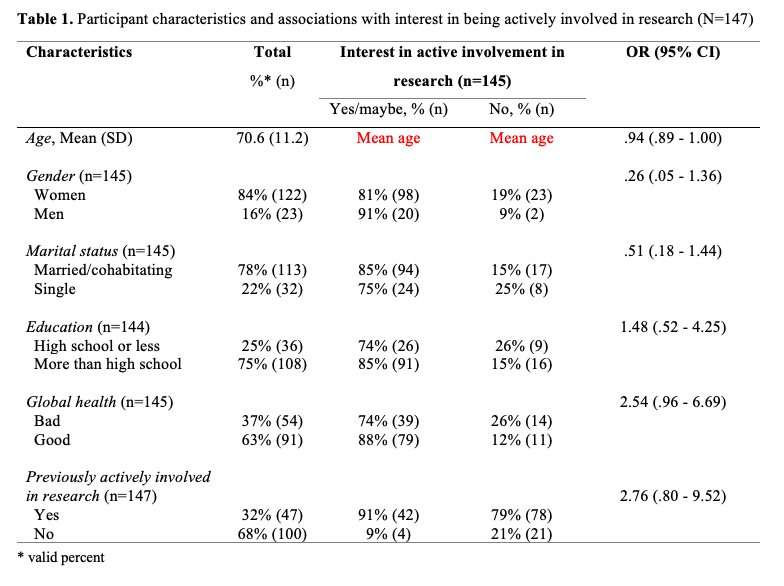 Table 1. Participant characteristics and associations with interest in being actively involved in research (N=147)
Characteristics Total Interest in active involvement in OR (95% CI)
%* (n) research (n=145)
Yes/maybe, % (n) No, % (n)
Age, Mean (SD) 70.6 (11.2) Mean age Mean age .94 (.89 - 1.00)
Gender (n=145) .26 (.05 - 1.36)
Women 84% (122) 81% (98) 19% (23)
Men 16% (23) 91% (20) 9% (2)
Marital status (n=145) .51 (.18 - 1.44)
Married/cohabitating 78% (113) 85% (94) 15% (17)
Single 22% (32) 75% (24) 25% (8)
Education (n=144) 1.48 (.52 - 4.25)
High school or less 25% (36) 74% (26) 26% (9)
More than high school 75% (108) 85% (91) 15% (16)
Global health (n=145) 2.54 (.96 - 6.69)
Bad 37% (54) 74% (39) 26% (14)
Good 63% (91) 88% (79) 12% (11)
Previously actively involved
in research (n=147) 2.76 (.80 - 9.52)
Yes 32% (47) 91% (42) 79% (78)
No 68% (100) 9% (4) 21% (21)
* valid percent